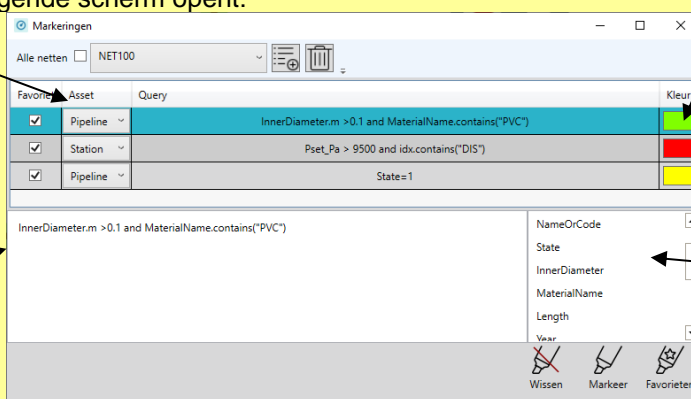 gende scherm opent:
Markeringen
Alle netten NET100
Favoriet Asset Query Kleur
Pipeline InnerDiameter.m >0.1 and MaterialName.contains("PVC")
Station Pset_Pa > 9500 and idx.contains("DIS")
Pipeline State=1
InnerDiameter.m >0.1 and MaterialName.contains("PVC")
NameOrCode
State
InnerDiameter
MaterialName
Length
Year
Wissen Markeer Favorieten